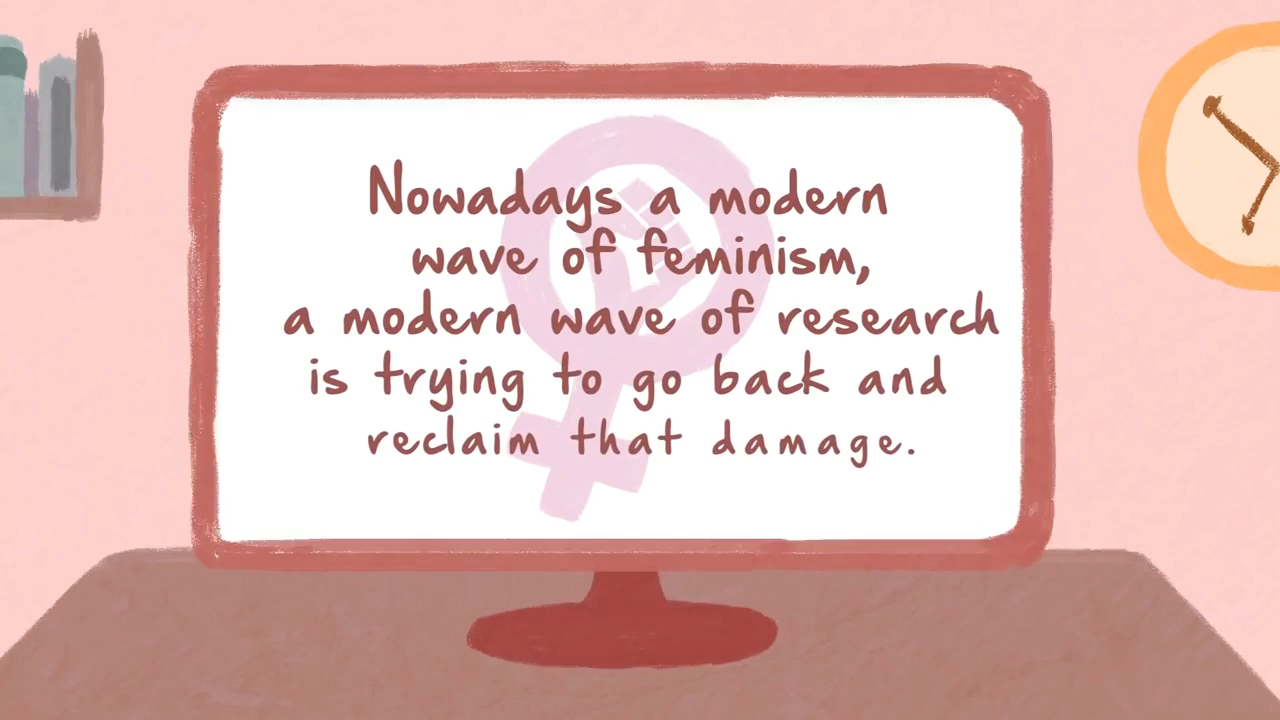 Nowadays a modern
wave of feminism,
a modern wave of research
is trying to go back and
reclaim that damage.